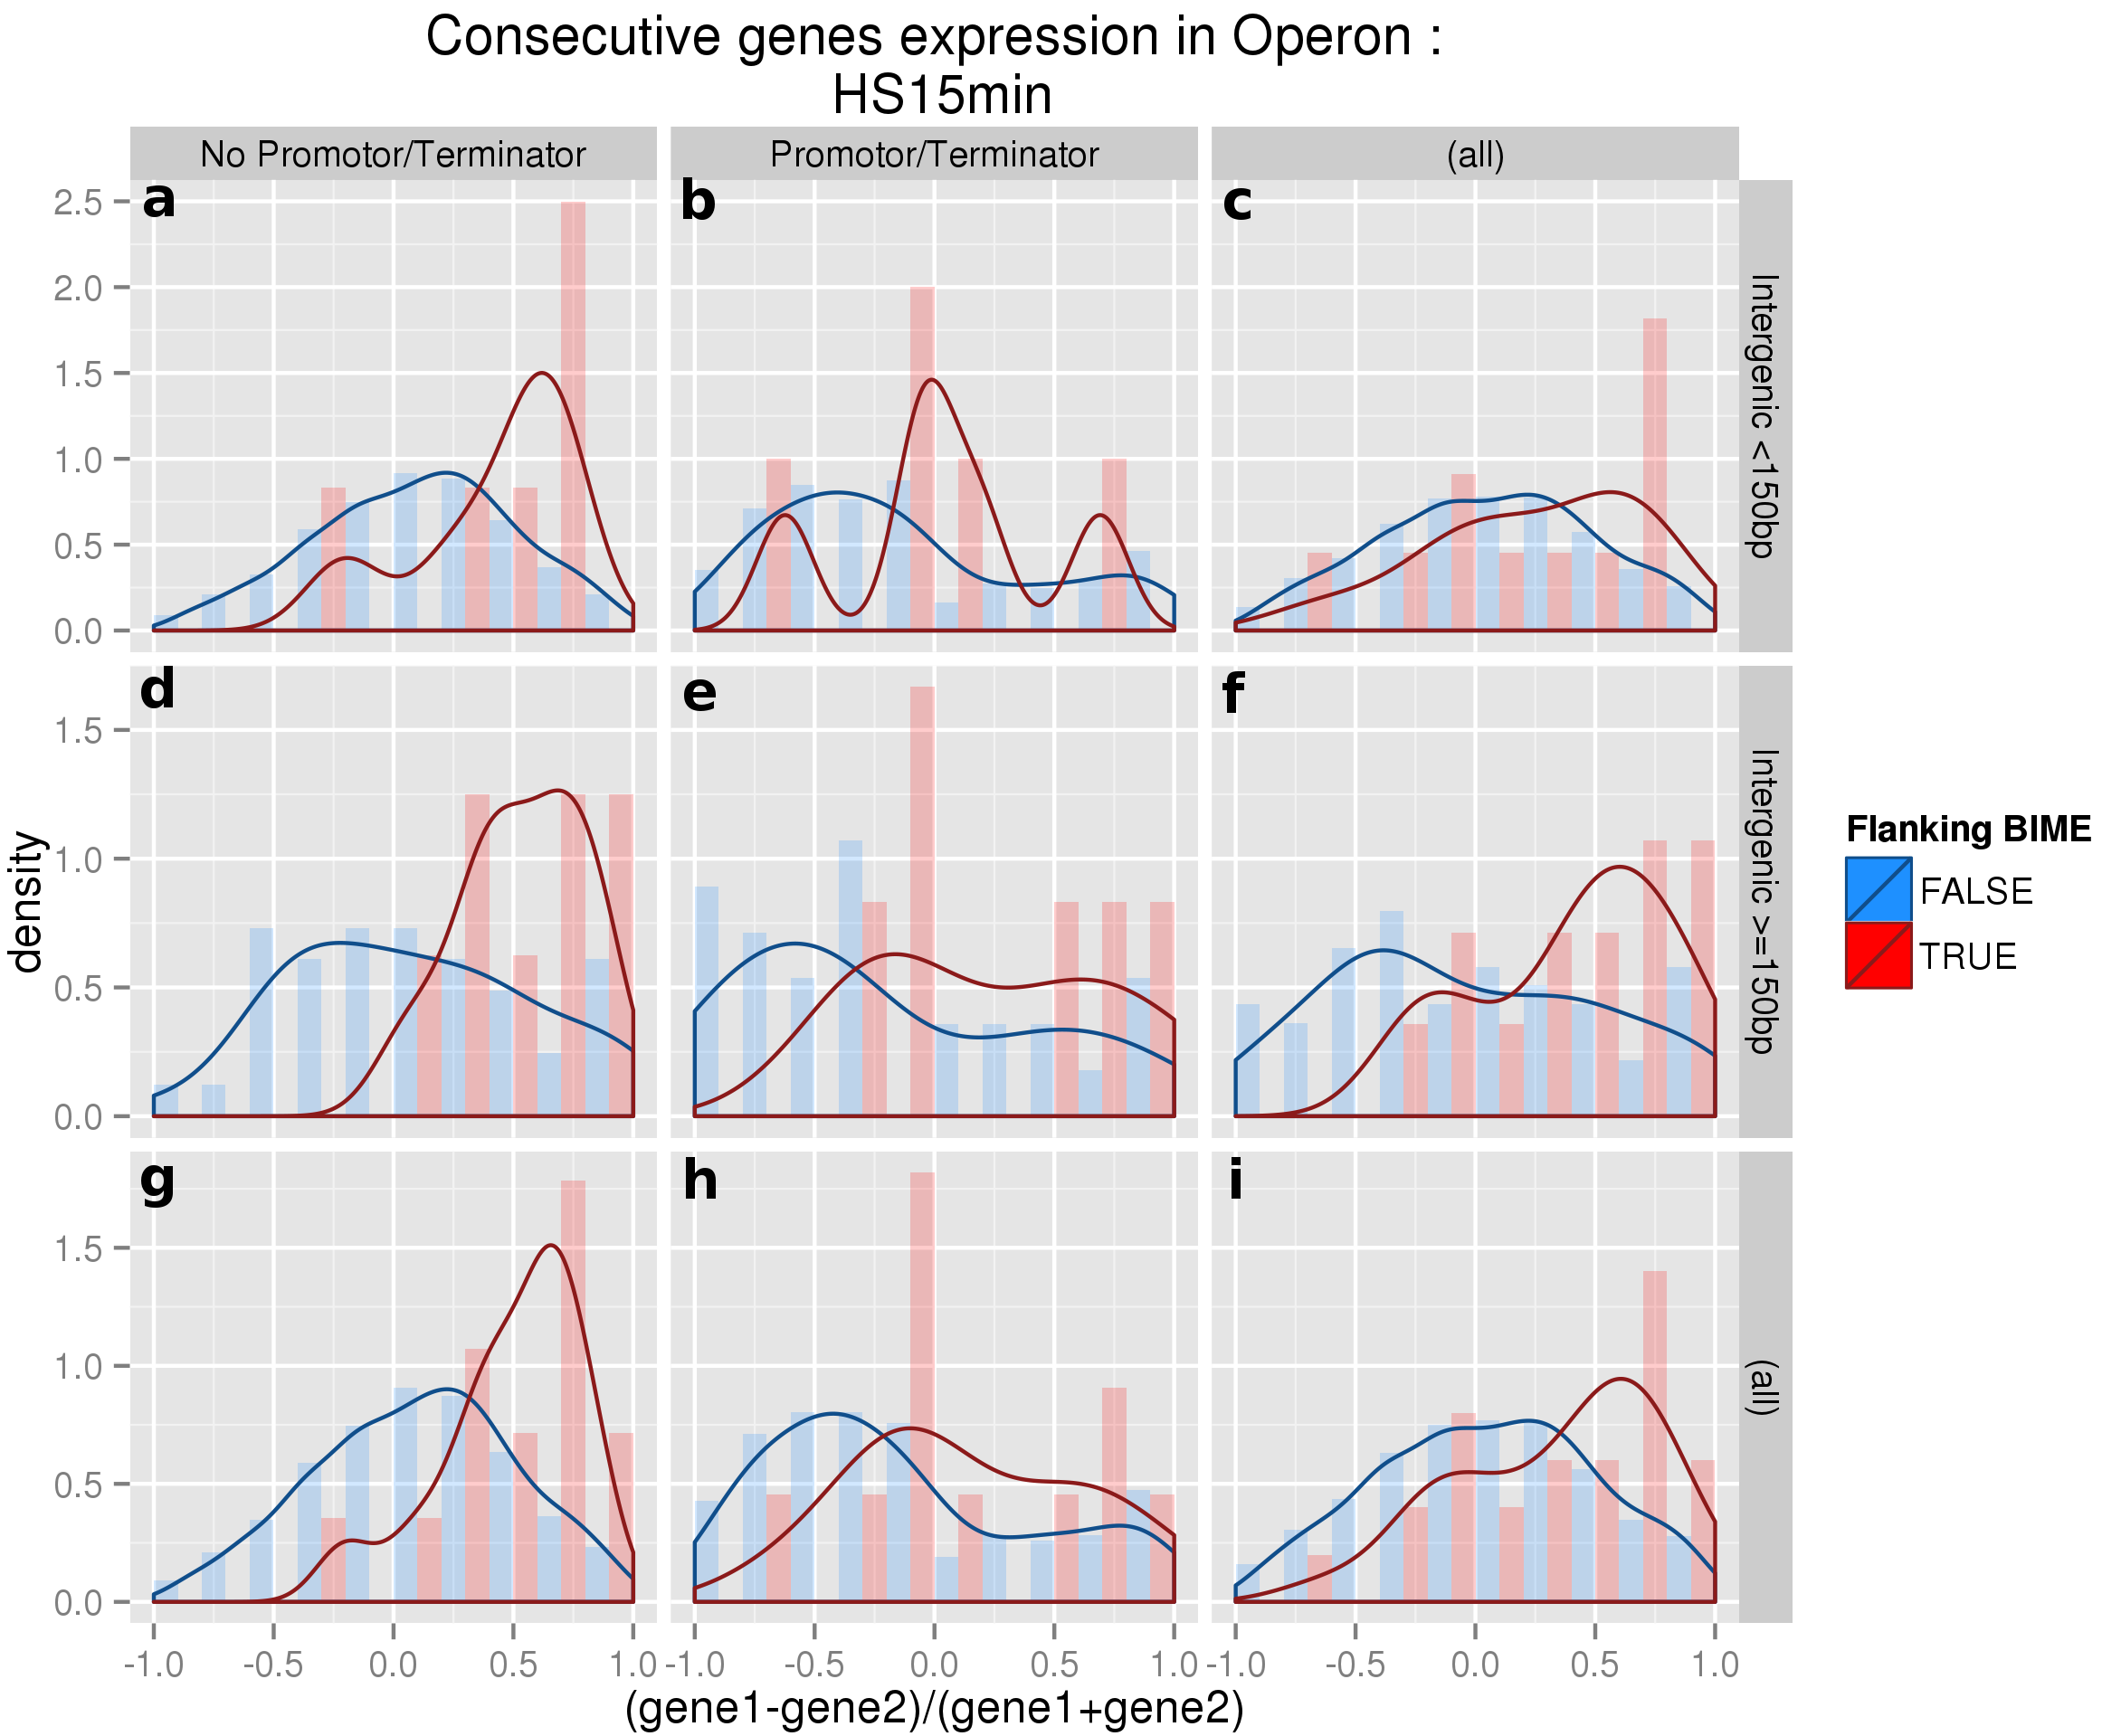 Consecutive genes expression in Operon :
HS15min
No Promotor/Terminator
Promotor/Terminator
(all)
a
b
c
2.5
2.0
1.5
1.0
0.5
0.0
Intergenic <150bp
d
e
f
1.5
1.0
0.5
0.0
Intergenic >=150bp
density
g
h
i
1.5
1.0
0.5
0.0
(all)
-1.0 -0.5 0.0 0.5 1.0
-1.0 -0.5 0.0 0.5 1.0
-1.0 -0.5 0.0 0.5 1.0
(gene1-gene2)/(gene1+gene2)
Flanking BIME
FALSE
TRUE